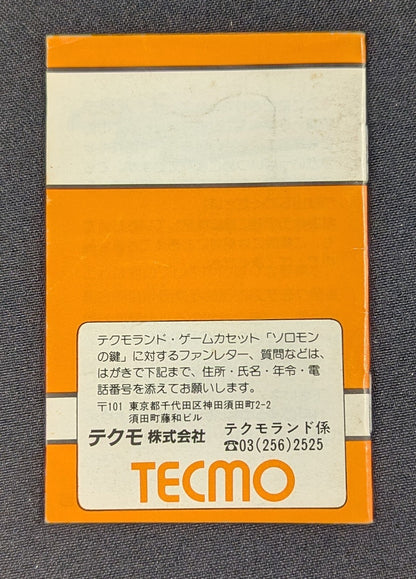 テクモランド・ゲームカセット「ソロモン
の鍵」に対するファンレター、質問などは、
はがきで下記まで、住所・氏名・年令・電
話番号を添えてお願いします。
〒101 東京都千代田区神田須田町2-2
須田町藤和ビル
テクモ 株式会社
テクモランド係
☎03(256)2525
TECMO